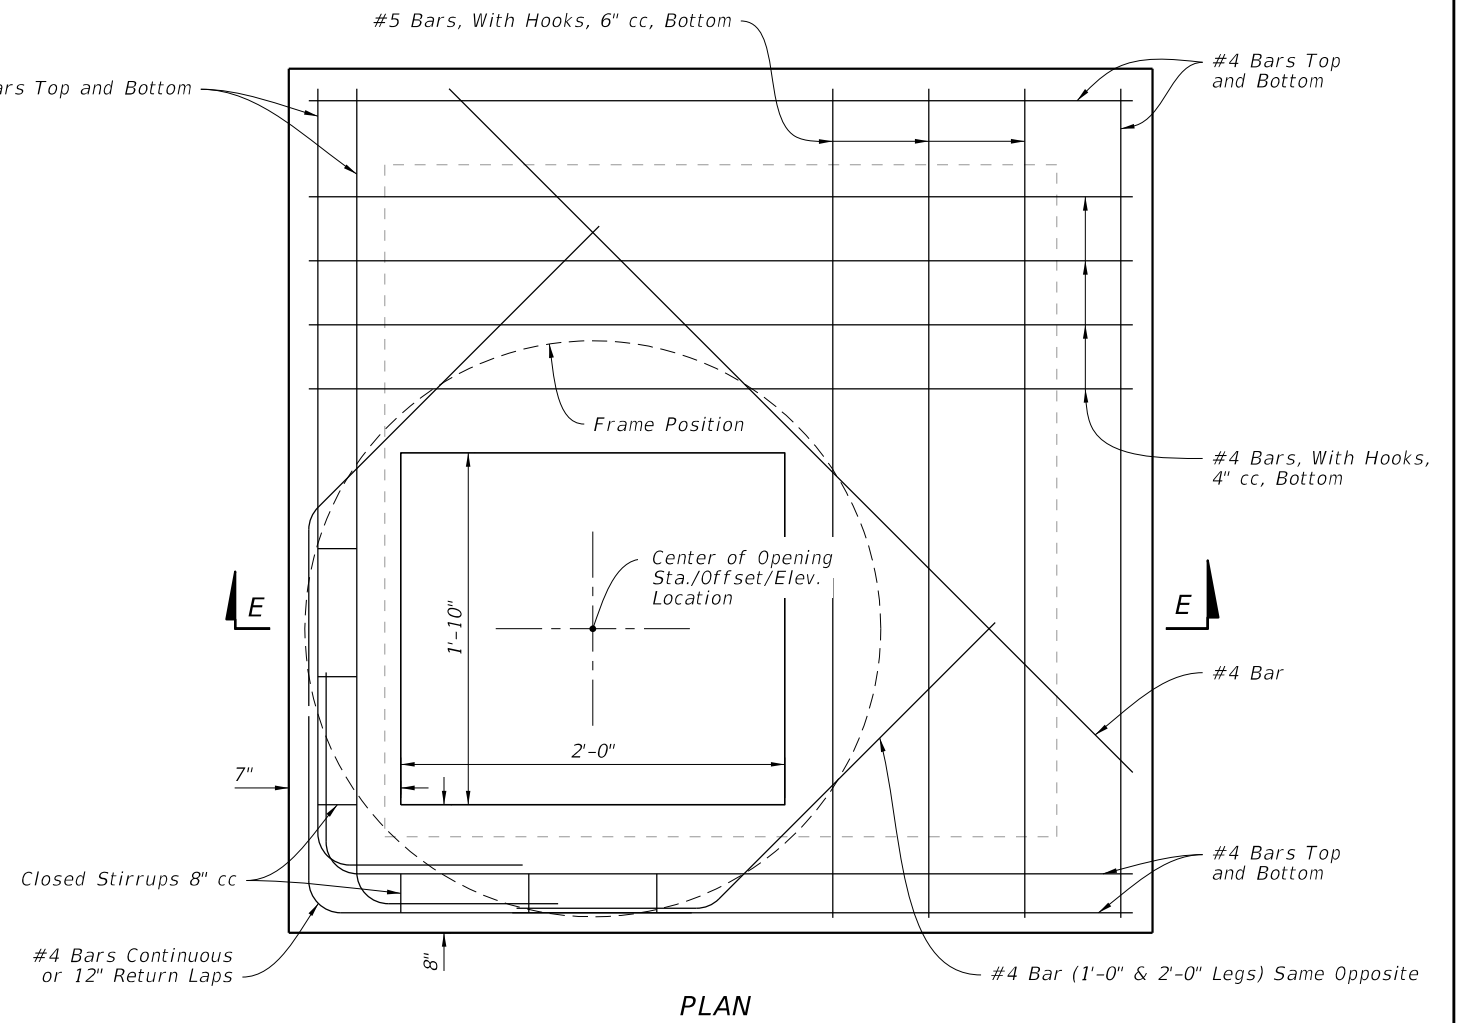 #5 Bars, With Hooks, 6" cc, Bottom
#4 Bars Top
and Bottom
Top and Bottom
Frame Position
#4 Bars, With Hooks,
4" cc, Bottom
Center of Opening
Sta./Offset/Elev.
Location
E
E
1'-10"
#4 Bar
2'-0"
7"
#4 Bars Top
and Bottom
Closed Stirrups 8" cc
#4 Bars Continuous
or 12" Return Laps
8"
#4 Bar (1'-0" & 2'-0" Legs) Same Opposite
PLAN